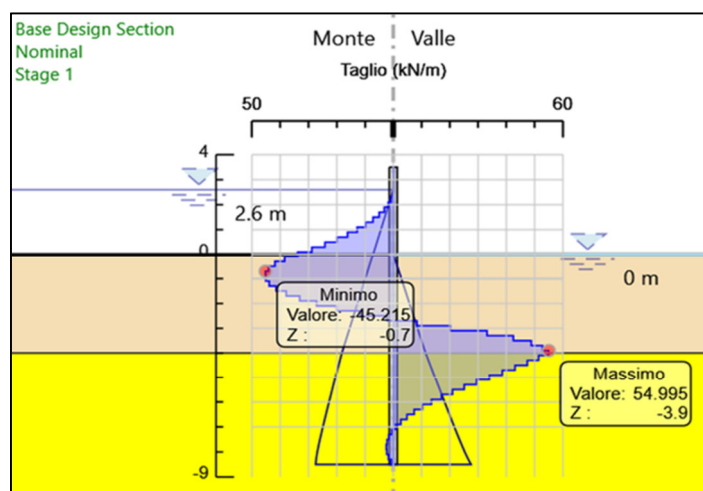 Base Design Section
Nominal
Stage 1
Monte
Valle
Taglio (kN/m)
50
60
4
2.6 m
0
0 m
Minimo
Valore: -45.215
Z : -0.7
Massimo
Valore: 54.995
Z : -3.9
-9